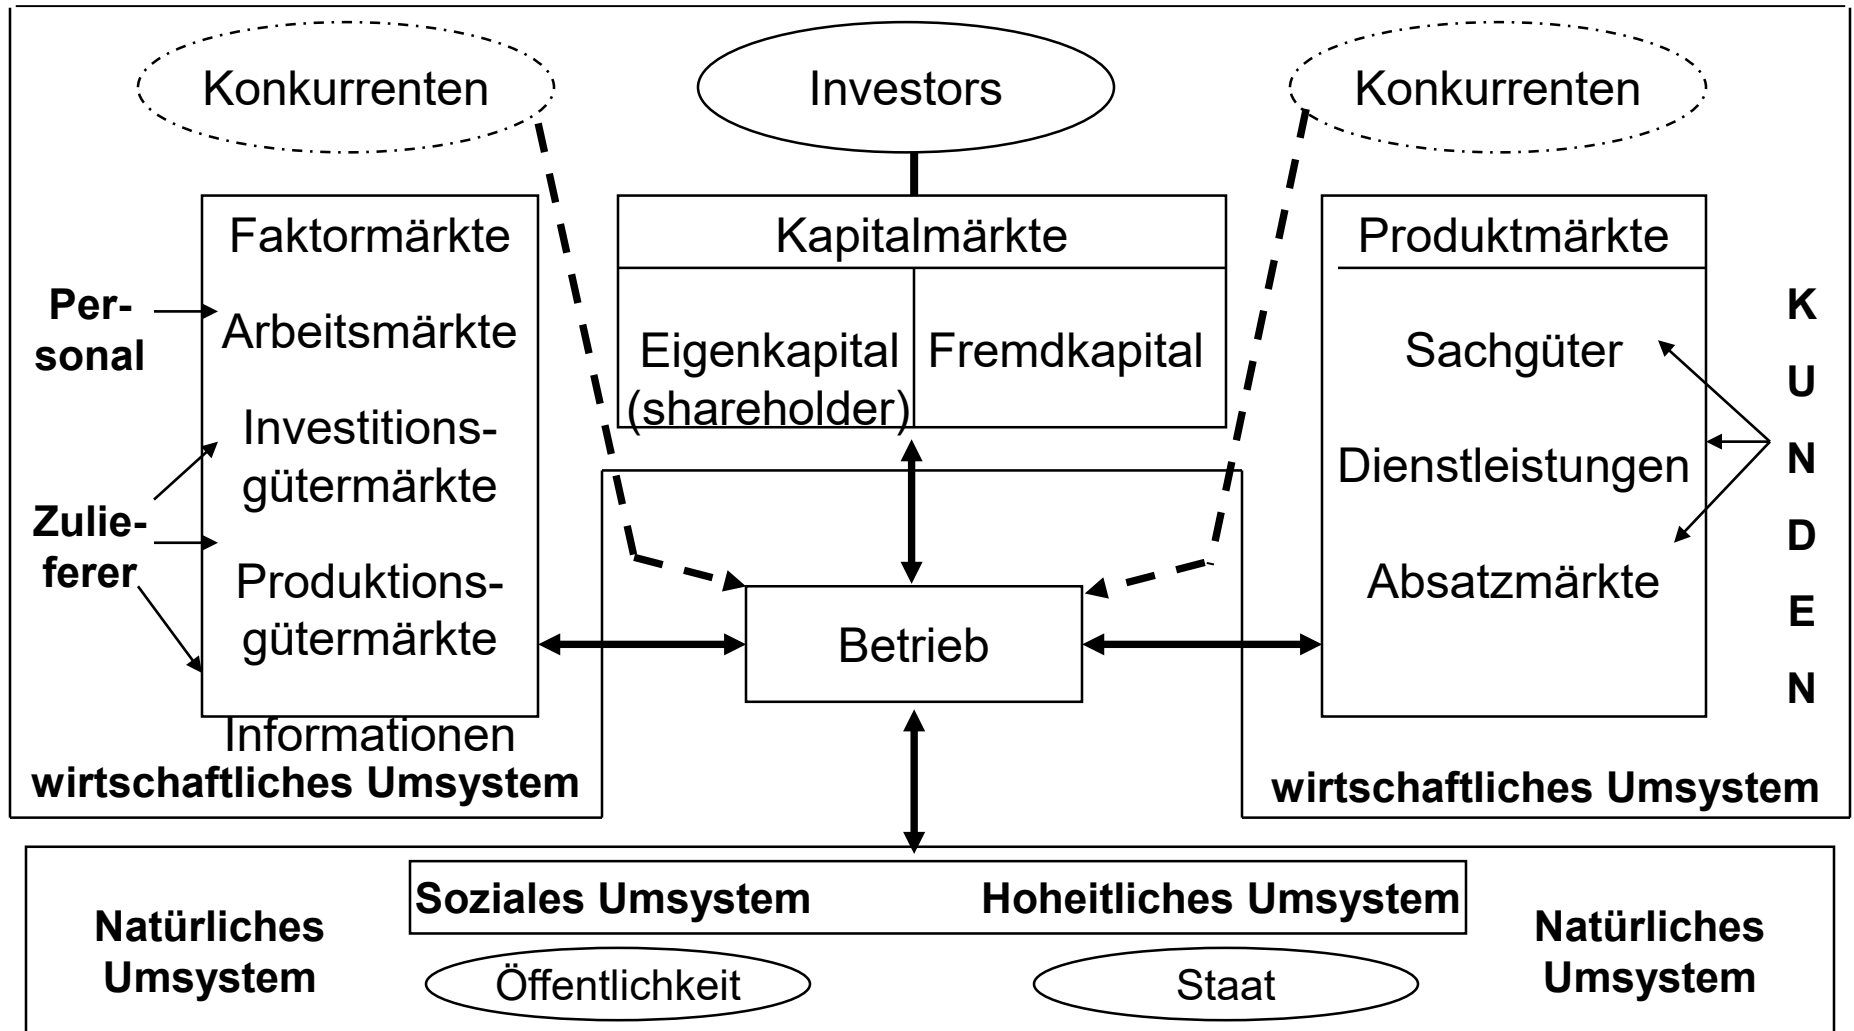 Konkurrenten
Investors
Konkurrenten
Faktormärkte
Arbeitsmärkte
Investitions-
gütermärkte
Produktions-
gütermärkte
Informationen
Per-
sonal
Zulie-
ferer
wirtschaftliches Umsystem
Kapitalmärkte
Eigenkapital
(shareholder)
Fremdkapital
Betrieb
Produktmärkte
Sachgüter
Dienstleistungen
Absatzmärkte
K
U
N
D
E
N
wirtschaftliches Umsystem
Natürliches
Umsystem
Soziales Umsystem
Hoheitliches Umsystem
Öffentlichkeit
Staat
Natürliches
Umsystem